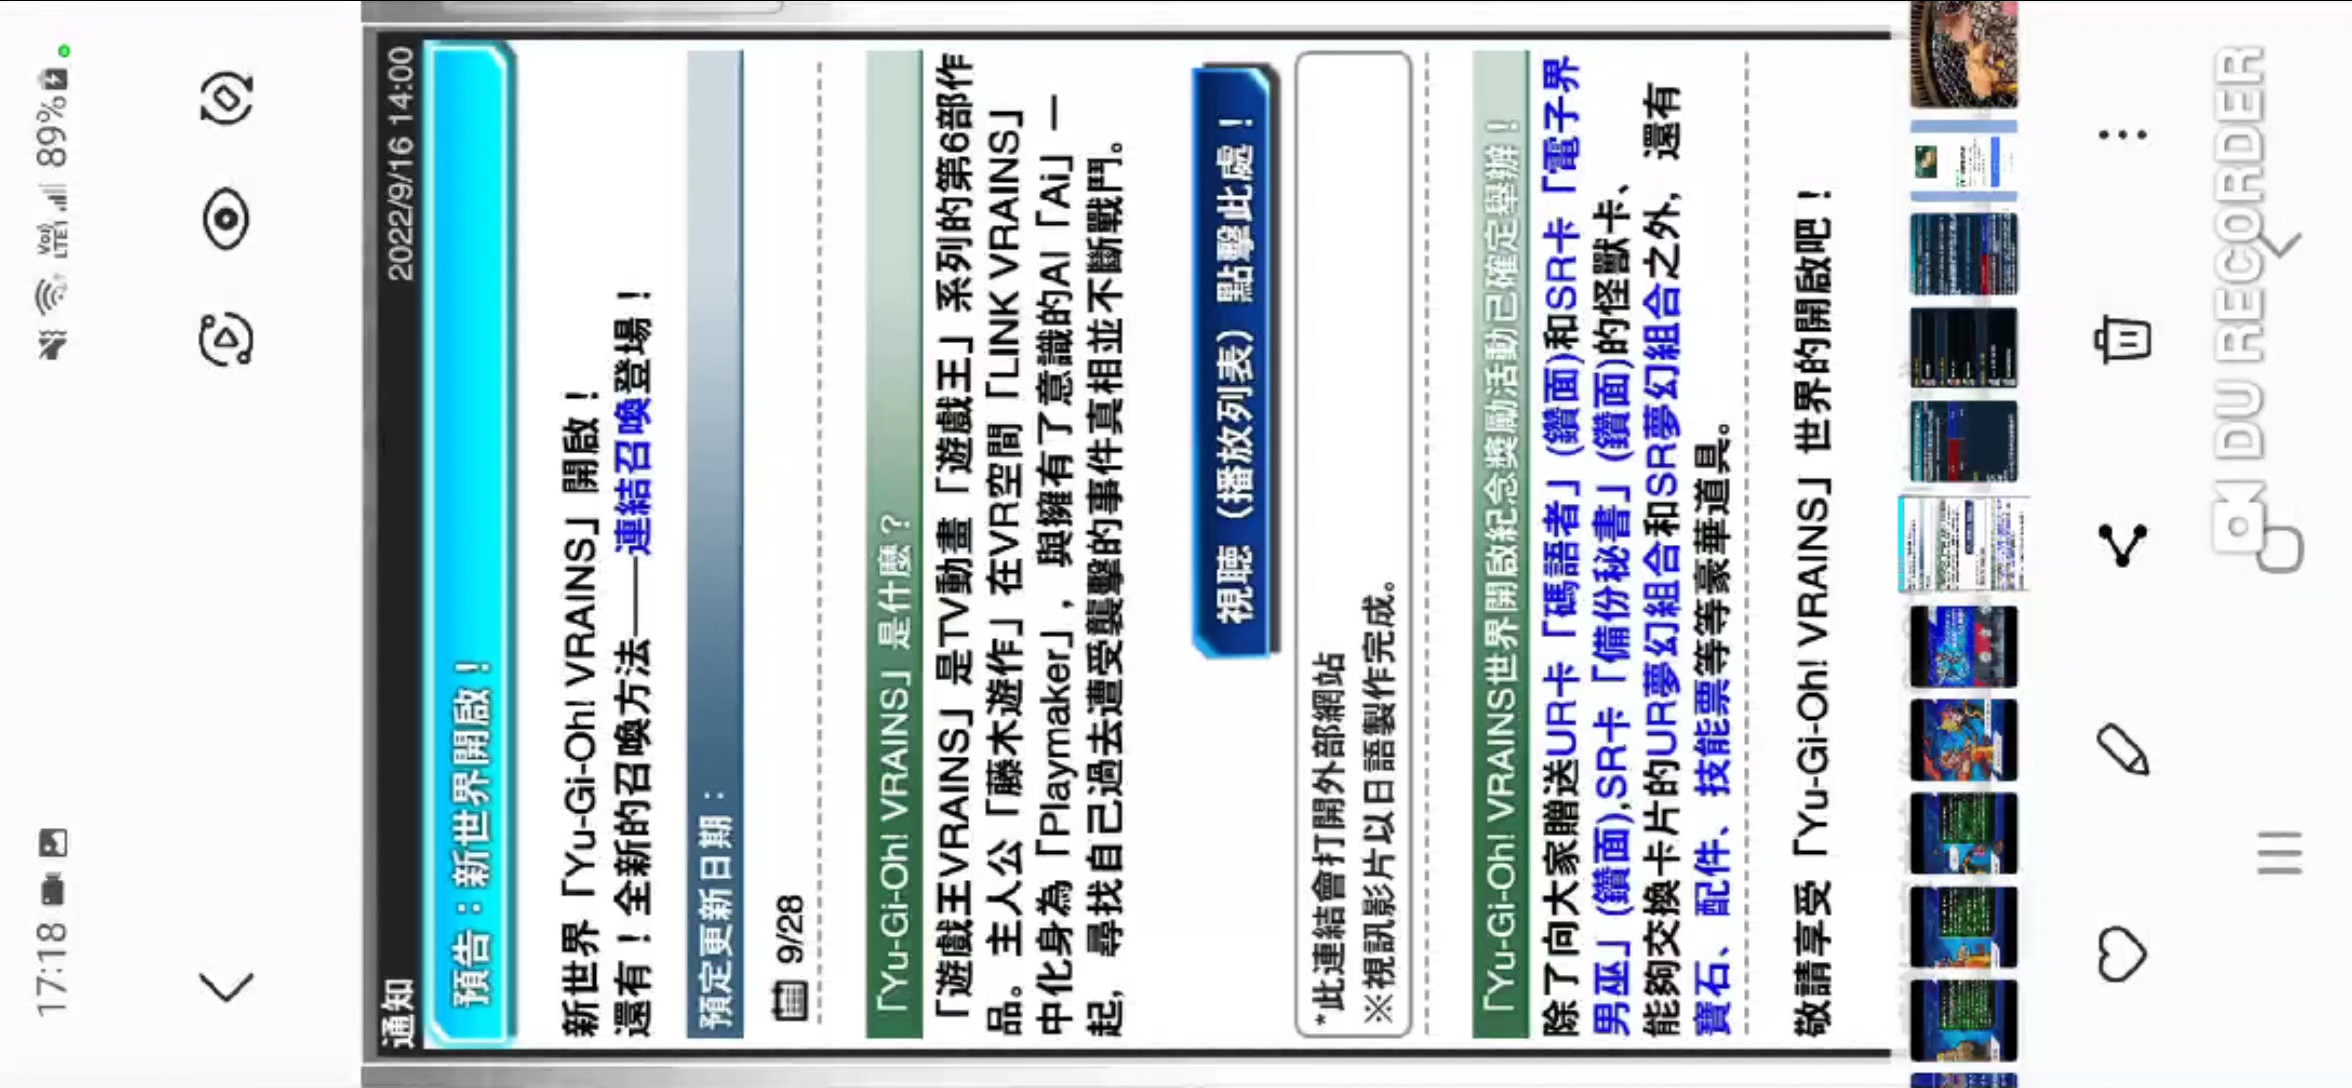 17:18
89%
VoLTE1
通知
2022/9/16 14:00
預告：新世界開啟！
新世界「Yu-Gi-Oh! VRAINS」開啟！
還有！全新的召喚方法——連結召喚登場！
預定更新日期：
9/28
「Yu-Gi-Oh! VRAINS」是什麼？
「遊戲王VRAINS」是TV動畫「遊戲王」系列的第6部作
品。主人公「藤木遊作」在VR空間「LINK VRAINS」
中化身為「Playmaker」，與擁有了意識的AI「Ai」一
起，尋找自己過去遭受襲擊的事件真相並不斷戰鬥。
視聽（播放列表）點擊此處！
*此連結會打開外部網站
※視訊影片以日語製作完成。
「Yu-Gi-Oh! VRAINS世界開啟紀念獎勵活動已確定舉辦！
除了向大家贈送UR卡「碼語者」(鑽面)和SR卡「電子界
男巫」(鑽面),SR卡「備份秘書」(鑽面)的怪獸卡、
能夠交換卡片的UR夢幻組合和SR夢幻組合之外，還有
寶石、配件、技能票等等豪華道具。
敬請享受「Yu-Gi-Oh! VRAINS」世界的開啟吧！
DU RECORDER